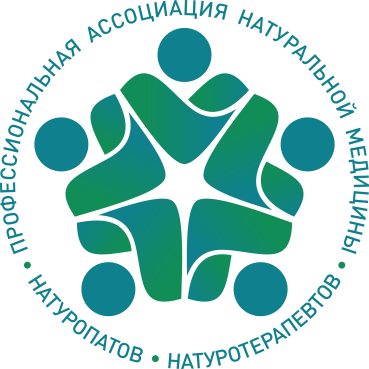 ПРОФЕССИОНАЛЬНАЯ АССОЦИАЦИЯ НАТУРАЛЬНОЙ МЕДИЦИНЫ
• НАТУРОПАТОВ • НАТУРОТЕРАПЕВТОВ •